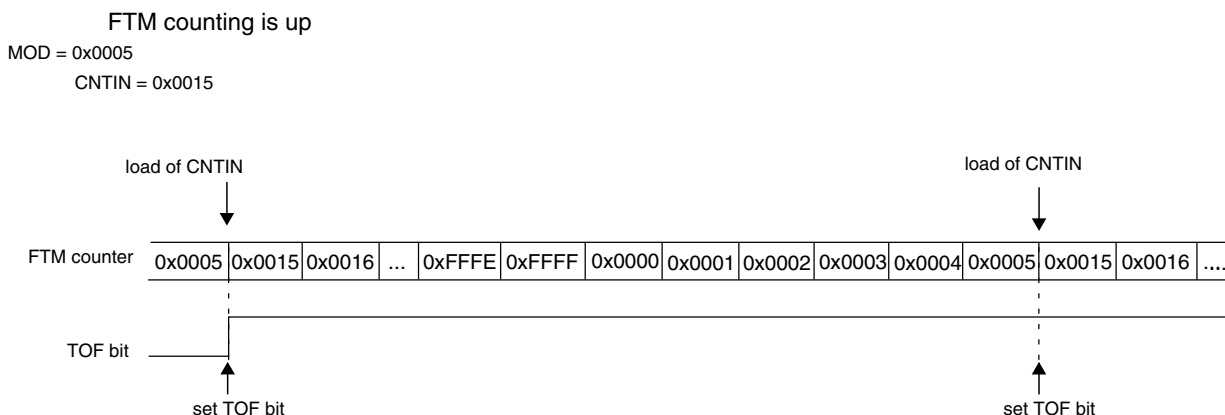 FTM counting is up
MOD = 0x0005
CNTIN = 0x0015
load of CNTIN load of CNTIN
FTM counter 0x0005 0x0015 0x0016 ... 0xFFFE 0xFFFF 0x0000 0x0001 0x0002 0x0003 0x0004 0x0005 0x0015 0x0016 ....
TOF bit
set TOF bit set TOF bit